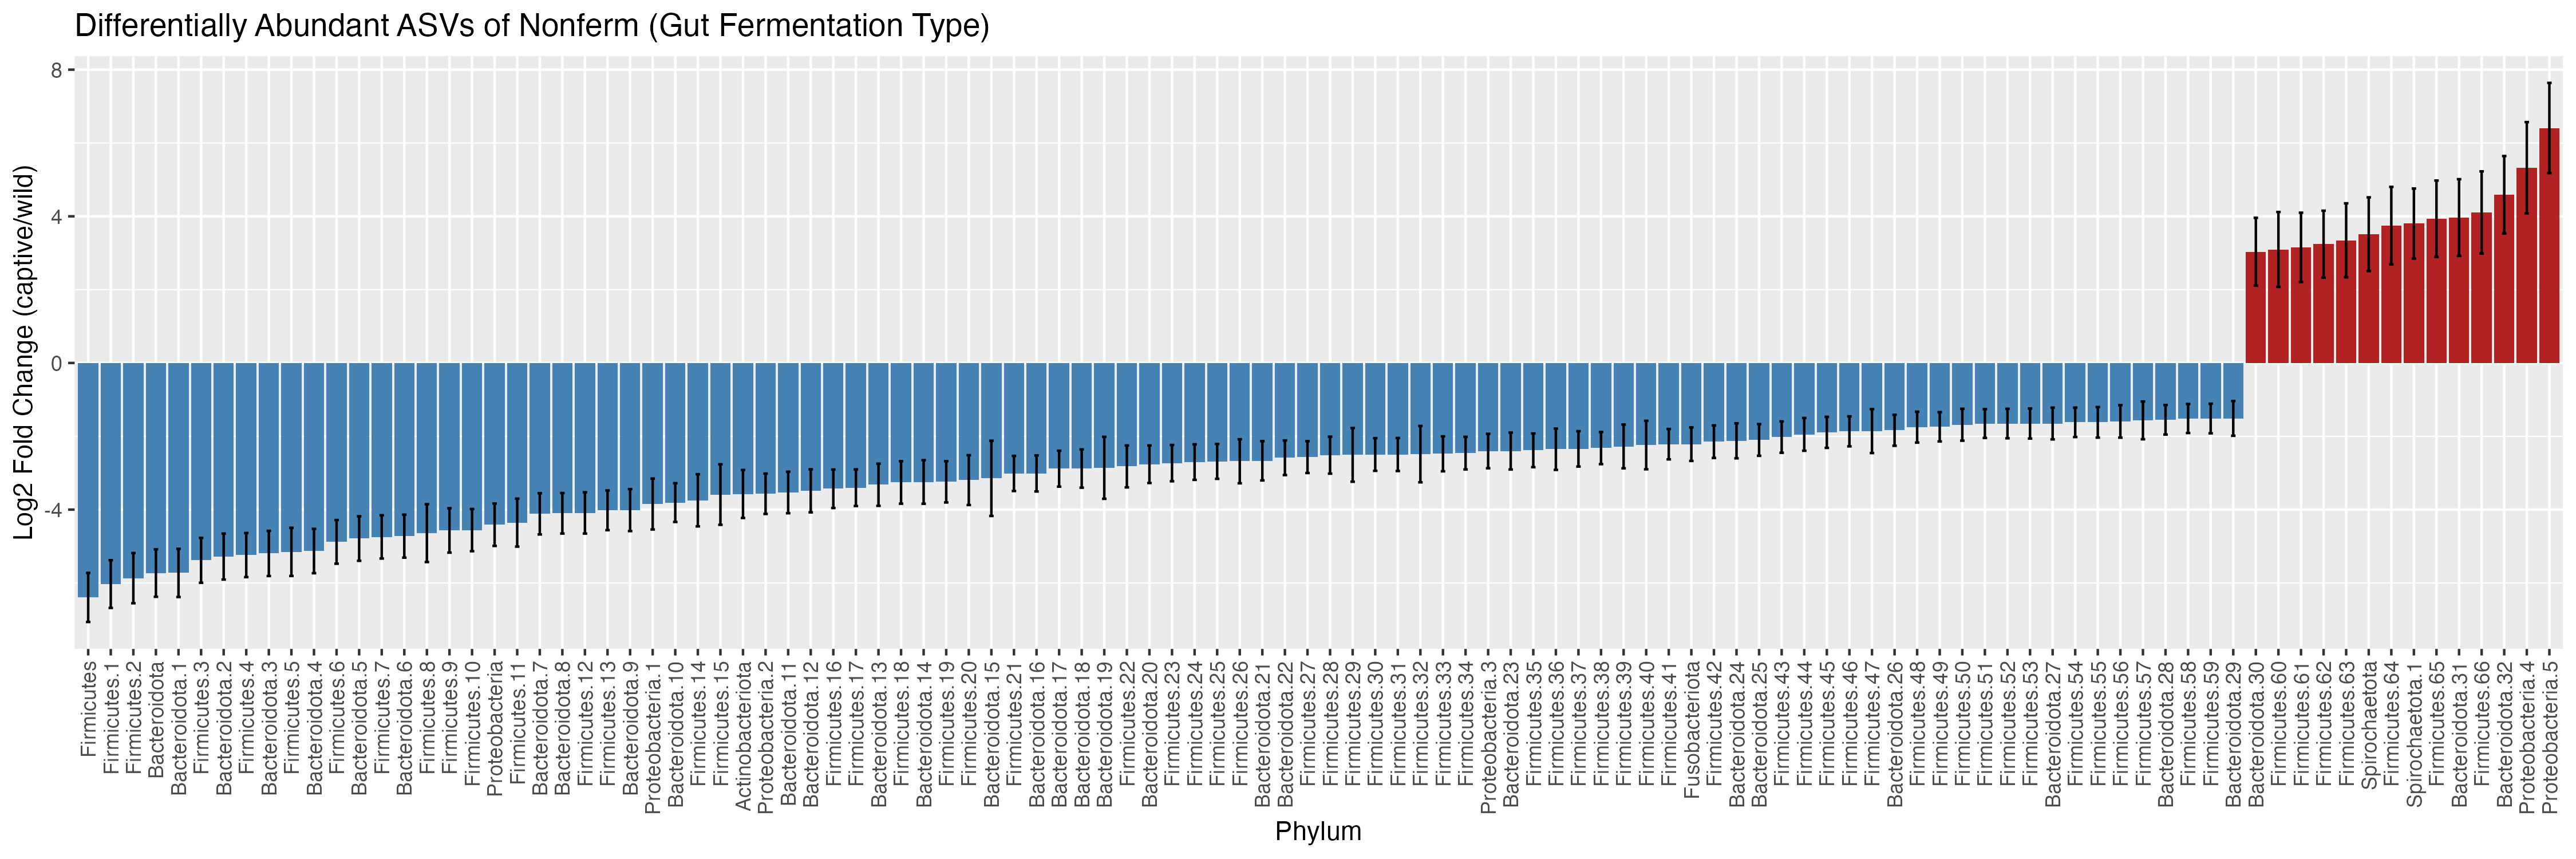 Differentially Abundant ASVs of Nonferm (Gut Fermentation Type)
Log2 Fold Change (captive/wild)
8
4
0
-4
Firmicutes
Firmicutes.1
Firmicutes.2
Bacteroidota
Bacteroidota.1
Firmicutes.3
Bacteroidota.2
Firmicutes.4
Bacteroidota.3
Firmicutes.5
Bacteroidota.4
Firmicutes.6
Bacteroidota.5
Firmicutes.7
Bacteroidota.6
Firmicutes.8
Firmicutes.9
Firmicutes.10
Proteobacteria
Firmicutes.11
Bacteroidota.7
Bacteroidota.8
Firmicutes.12
Firmicutes.13
Bacteroidota.9
Proteobacteria.1
Bacteroidota.10
Firmicutes.14
Firmicutes.15
Actinobacteriota
Proteobacteria.2
Bacteroidota.11
Bacteroidota.12
Firmicutes.16
Firmicutes.17
Bacteroidota.13
Firmicutes.18
Bacteroidota.14
Firmicutes.19
Firmicutes.20
Bacteroidota.15
Firmicutes.21
Bacteroidota.16
Bacteroidota.17
Bacteroidota.18
Bacteroidota.19
Firmicutes.22
Bacteroidota.20
Firmicutes.23
Firmicutes.24
Firmicutes.25
Firmicutes.26
Bacteroidota.21
Bacteroidota.22
Firmicutes.27
Firmicutes.28
Firmicutes.29
Firmicutes.30
Firmicutes.31
Firmicutes.32
Firmicutes.33
Firmicutes.34
Proteobacteria.3
Bacteroidota.23
Firmicutes.35
Firmicutes.36
Firmicutes.37
Firmicutes.38
Firmicutes.39
Firmicutes.40
Firmicutes.41
Fusobacteriota
Firmicutes.42
Bacteroidota.24
Bacteroidota.25
Firmicutes.43
Firmicutes.44
Firmicutes.45
Firmicutes.46
Firmicutes.47
Bacteroidota.26
Firmicutes.48
Firmicutes.49
Firmicutes.50
Firmicutes.51
Firmicutes.52
Firmicutes.53
Bacteroidota.27
Firmicutes.54
Firmicutes.55
Firmicutes.56
Firmicutes.57
Bacteroidota.28
Firmicutes.58
Firmicutes.59
Bacteroidota.29
Bacteroidota.30
Firmicutes.60
Firmicutes.61
Firmicutes.62
Firmicutes.63
Spirochaetota
Firmicutes.64
Spirochaetota.1
Firmicutes.65
Bacteroidota.31
Firmicutes.66
Bacteroidota.32
Proteobacteria.4
Proteobacteria.5
Phylum